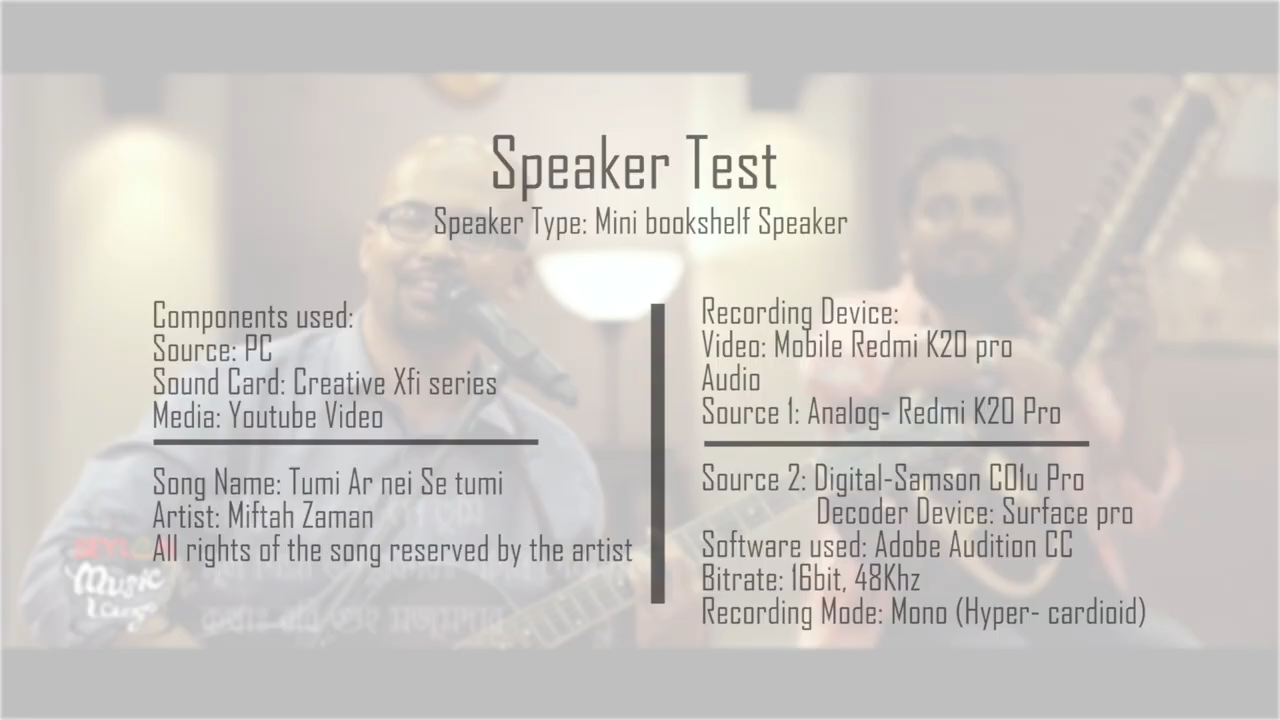 Speaker Test
Speaker Type: Mini bookshelf Speaker
Components used:
Source: PC
Sound Card: Creative Xfi series
Media: Youtube Video
Song Name: Tumi Ar nei Se tumi
Artist: Miftah Zaman
All rights of the song reserved by the artist
Recording Device:
Video: Mobile Redmi K20 pro
Audio
Source 1: Analog- Redmi K20 Pro
Source 2: Digital-Samson C01u Pro
Decoder Device: Surface pro
Software used: Adobe Audition CC
Bitrate: 16bit, 48Khz
Recording Mode: Mono (Hyper- cardioid)
Music